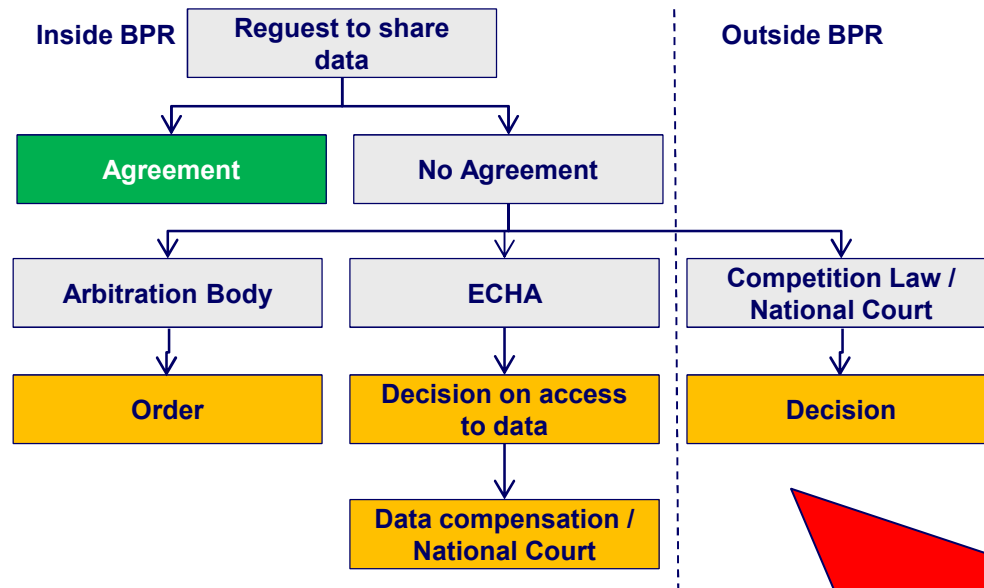 Inside BPR
Reguest to share
data
Outside BPR
Agreement
No Agreement
Arbitration Body
ECHA
Competition Law /
National Court
Order
Decision on access
to data
Decision
Data compensation /
National Court